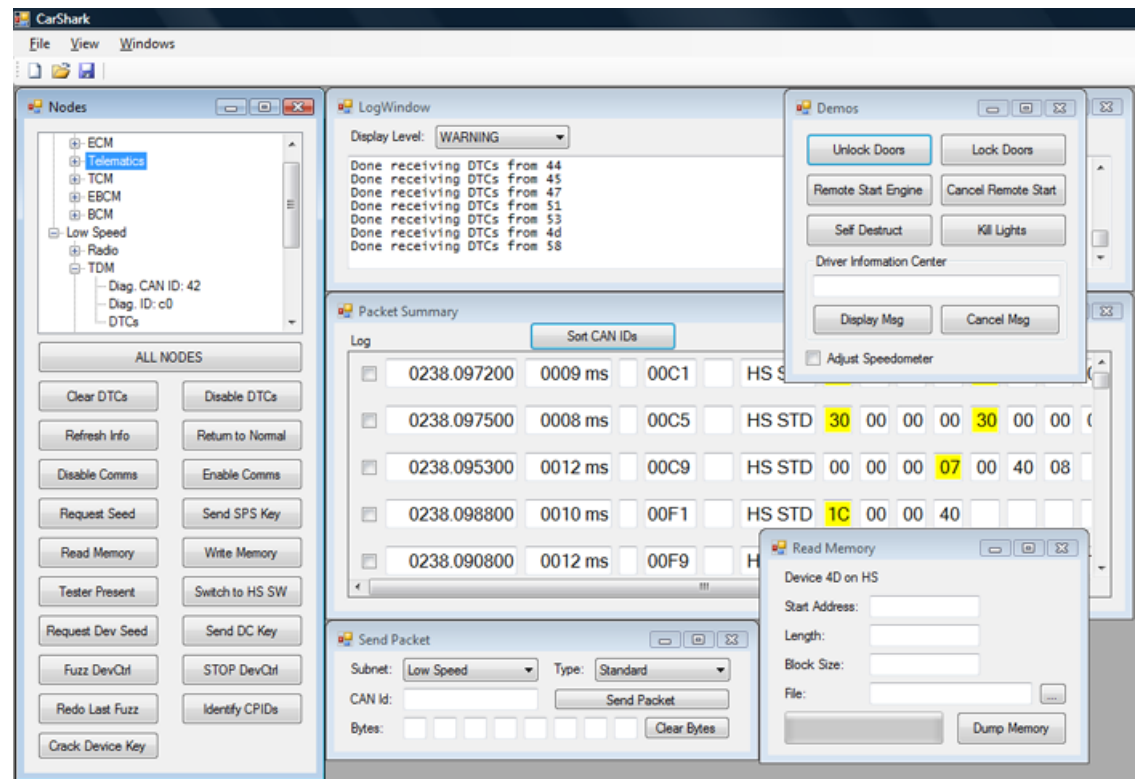 CarShark
File View Windows
Nodes
ECM
Telematics
TCM
EBCM
BCM
Low Speed
Radio
TDM
Diag. CAN ID: 42
Diag. ID: c0
DTCs
ALL NODES
Clear DTCs Disable DTCs
Refresh Info Return to Normal
Disable Comms Enable Comms
Request Seed Send SPS Key
Read Memory Write Memory
Tester Present Switch to HS SW
Request Dev Seed Send DC Key
Fuzz DevCtrl STOP DevCtrl
Redo Last Fuzz Identify CPIDs
Crack Device Key
LogWindow
Display Level: WARNING
Done receiving DTCs from 44
Done receiving DTCs from 45
Done receiving DTCs from 47
Done receiving DTCs from 51
Done receiving DTCs from 53
Done receiving DTCs from 4d
Done receiving DTCs from 58
Demos
Unlock Doors Lock Doors
Remote Start Engine Cancel Remote Start
Self Destruct Kill Lights
Driver Information Center
Display Msg Cancel Msg
Adjust Speedometer
Packet Summary
Log Sort CAN IDs
0238.097200 0009 ms 00C1 HS
0238.097500 0008 ms 00C5 HS STD 30 00 00 00 30 00 00
0238.095300 0012 ms 00C9 HS STD 00 00 00 07 00 40 08
0238.098800 0010 ms 00F1 HS STD 1C 00 00 40
0238.090800 0012 ms 00F9
Send Packet
Subnet: Low Speed Type: Standard
CAN Id: Send Packet
Bytes: Clear Bytes
Read Memory
Device 4D on HS
Start Address:
Length:
Block Size:
File: ...
Dump Memory